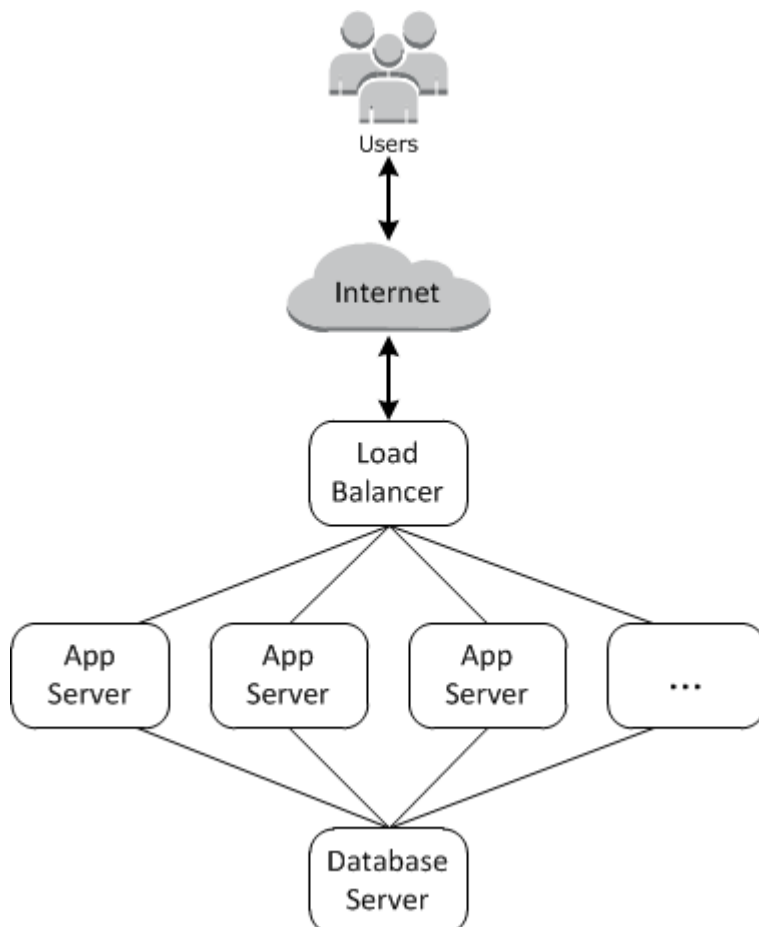 Users
Internet
Load
Balancer
App
Server
App
Server
App
Server
...
Database
Server